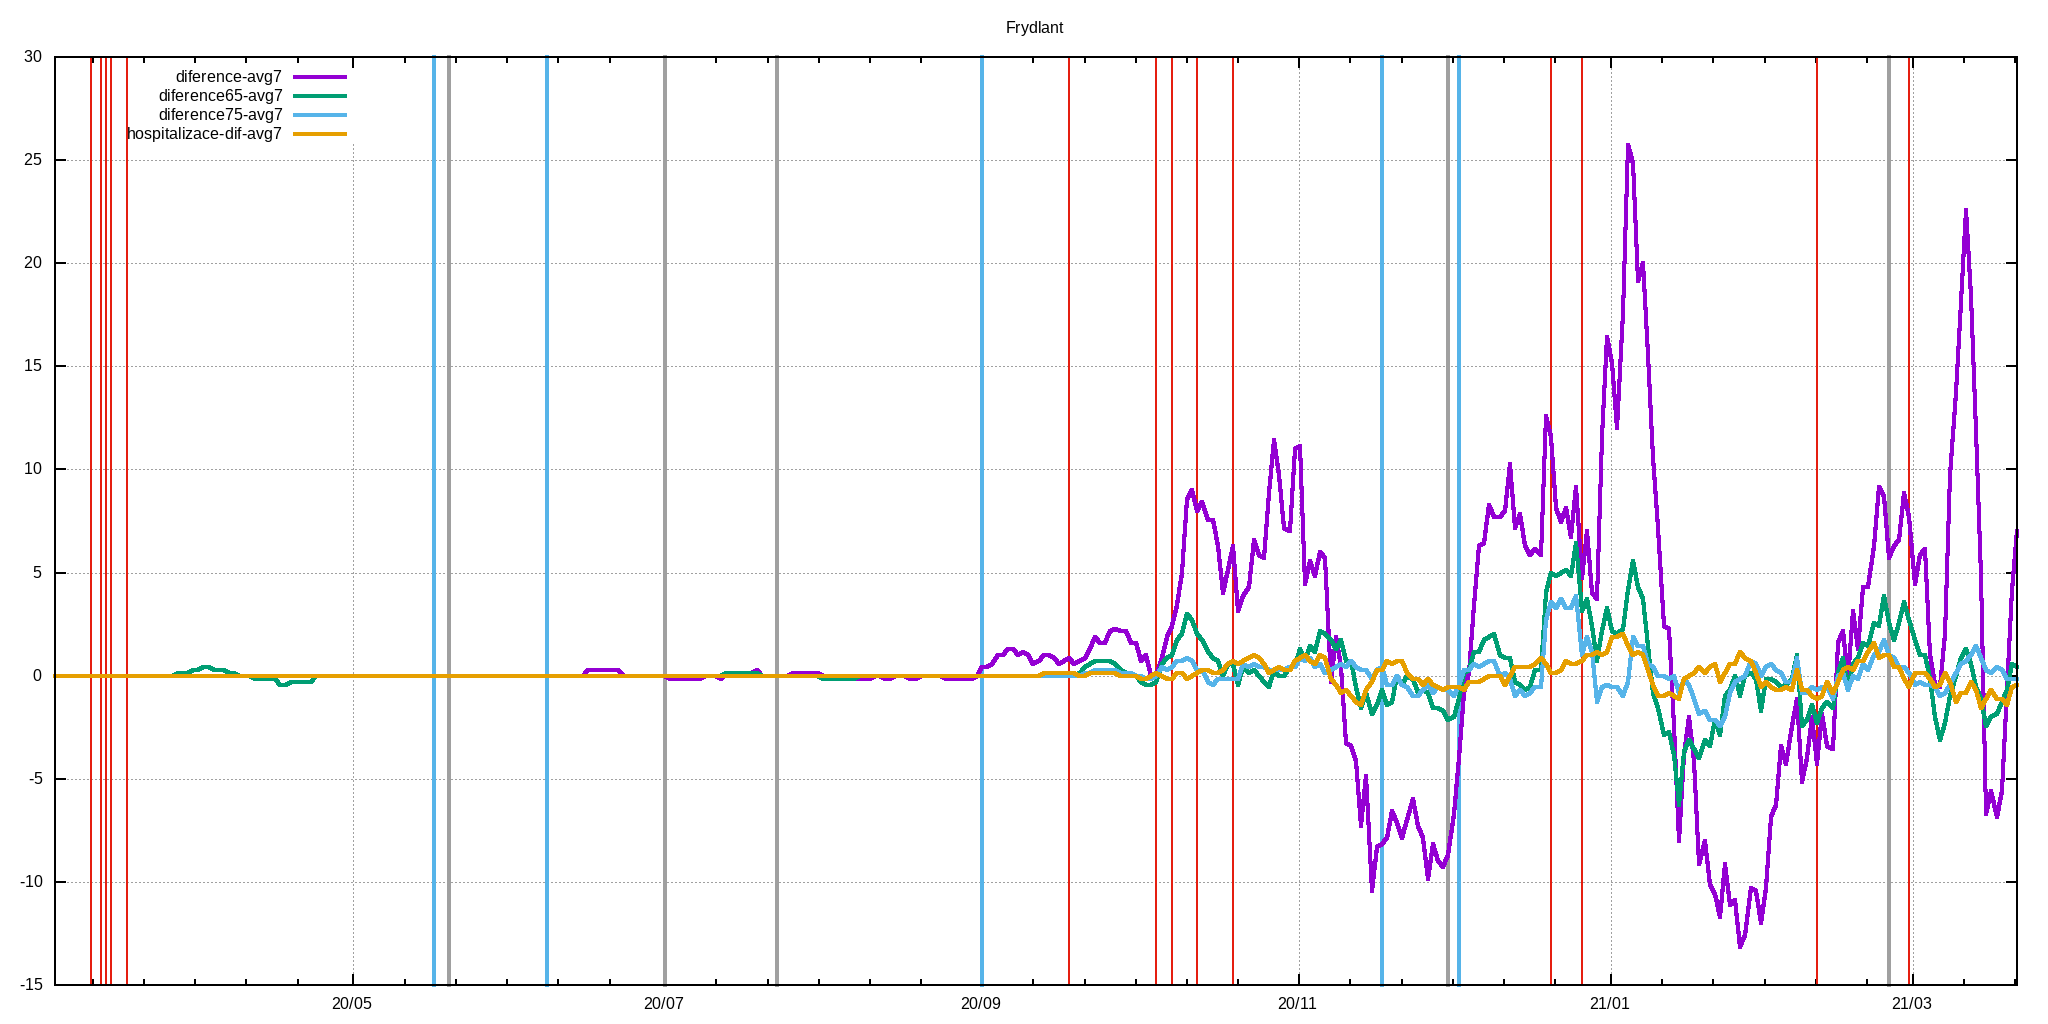 Frydlant
diference-avg7
diference65-avg7
diference75-avg7
hospitalizace-dif-avg7
30
25
20
15
10
5
0
-5
-10
-15
20/05 20/07 20/09 20/11 21/01 21/03